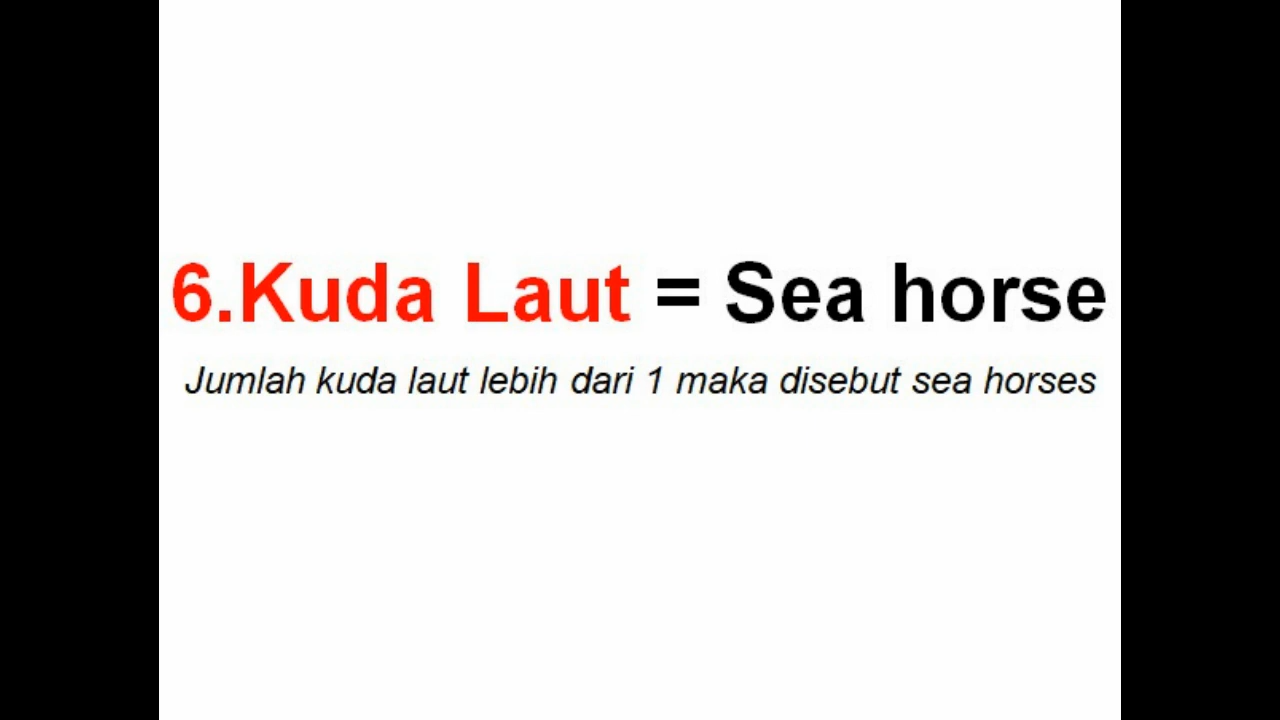 6.Kuda Laut = Sea horse
Jumlah kuda laut lebih dari 1 maka disebut sea horses